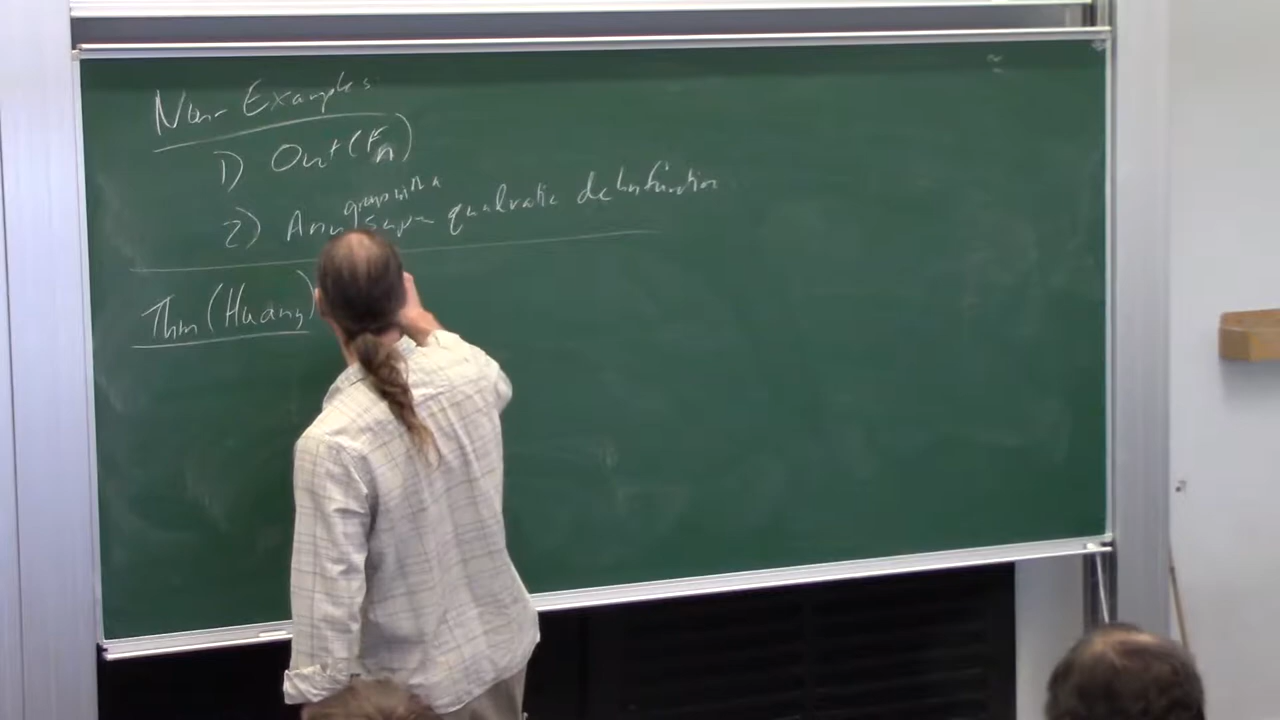 Non-Examples:
1) Out(Fn)
group with a
2) Any super quadratic dehn function
Thm (Huang)